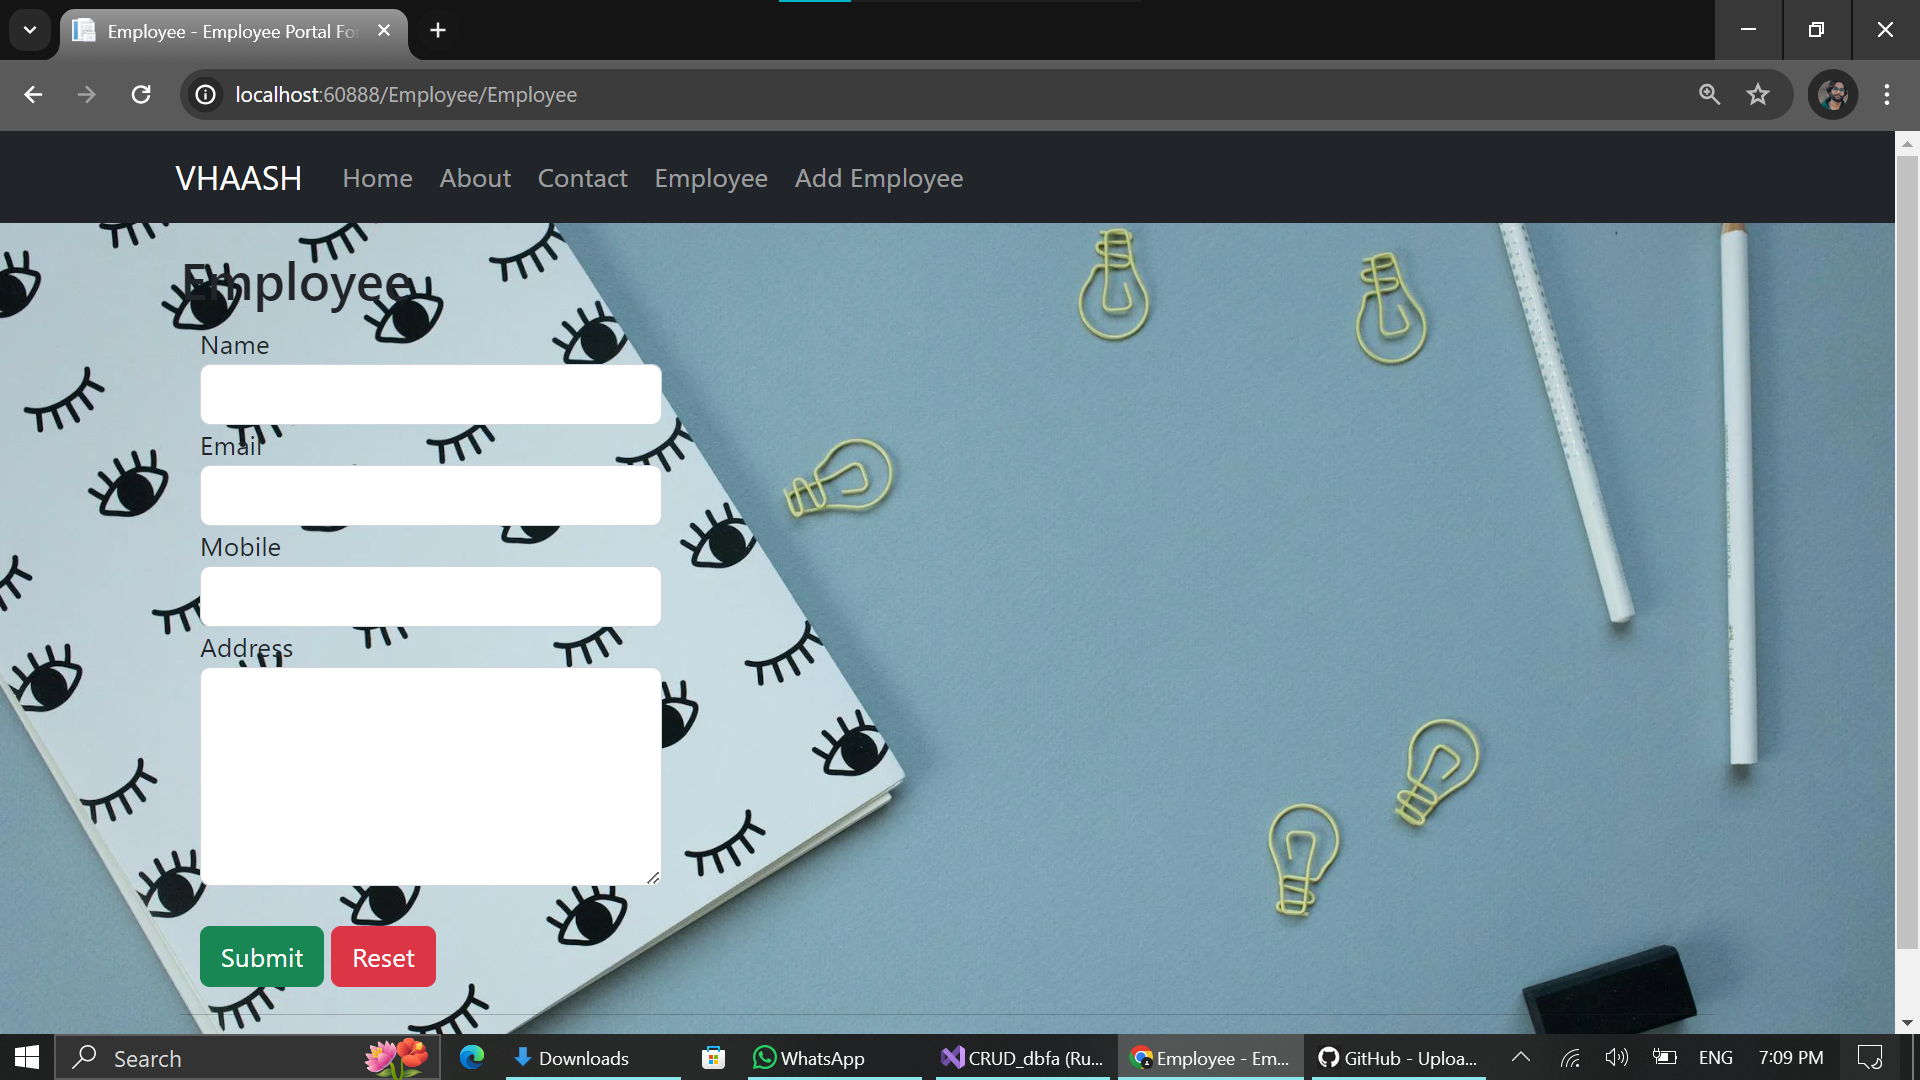 Employee - Employee Portal Fo
localhost:60888/Employee/Employee
VHAASH Home About Contact Employee Add Employee
Employee
Name
Email
Mobile
Address
Submit Reset
Search Downloads WhatsApp CRUD_dbfa (Ru... Employee - Em... GitHub - Uploa... ENG 7:09 PM